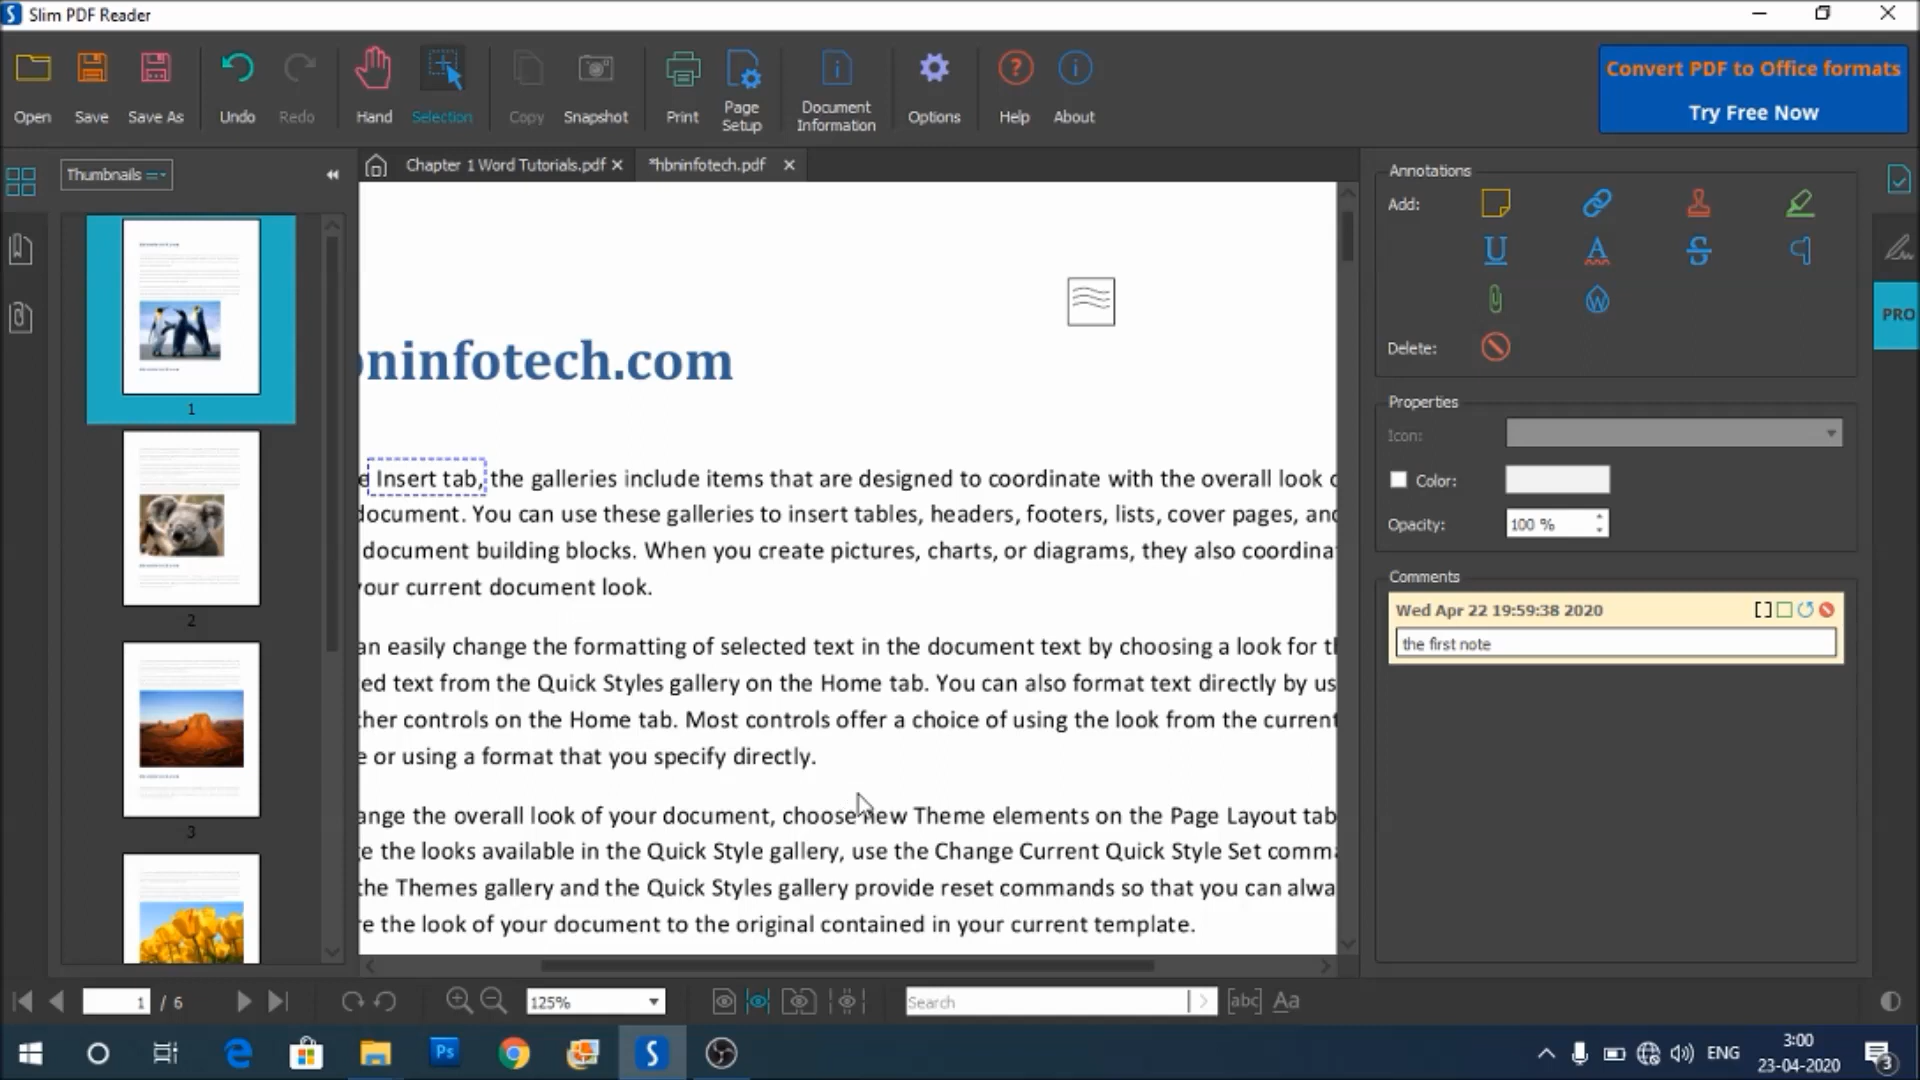 Slim PDF Reader
Open
Save
Save As
Undo
Redo
Hand
Selection
Copy
Snapshot
Print
Page
Setup
Document
Information
Options
Help
About
Convert PDF to Office formats
Try Free Now
Thumbnails
Chapter 1 Word Tutorials.pdf
*hbninfotech.pdf
1
2
3
ninfotech.com
Insert tab, the galleries include items that are designed to coordinate with the overall look
document. You can use these galleries to insert tables, headers, footers, lists, cover pages, and
document building blocks. When you create pictures, charts, or diagrams, they also coordina
your current document look.
an easily change the formatting of selected text in the document text by choosing a look for th
ed text from the Quick Styles gallery on the Home tab. You can also format text directly by us
her controls on the Home tab. Most controls offer a choice of using the look from the current
e or using a format that you specify directly.
ange the overall look of your document, choose new Theme elements on the Page Layout tab
e the looks available in the Quick Style gallery, use the Change Current Quick Style Set comma
the Themes gallery and the Quick Styles gallery provide reset commands so that you can alwa
re the look of your document to the original contained in your current template.
Annotations
Add:
Delete:
Properties
Icon:
Color:
Opacity: 100 %
Comments
Wed Apr 22 19:59:38 2020
the first note
PRO
1 / 6
125%
Search
[abc] Aa
Ps
S
ENG
3:00
23-04-2020
3